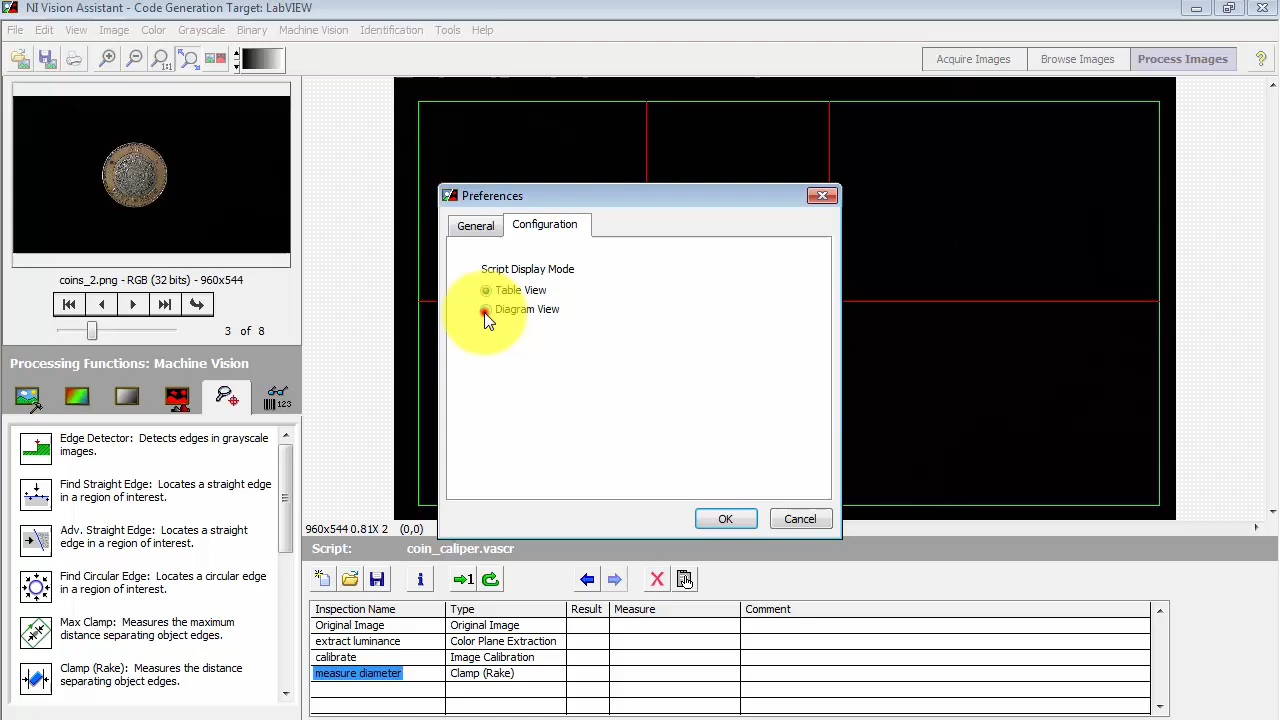 NI Vision Assistant - Code Generation Target: LabVIEW
File Edit View Image Color Grayscale Binary Machine Vision Identification Tools Help
1:1
Acquire Images Browse Images Process Images ?
coins_2.png - RGB (32 bits) - 960x544
3 of 8
Processing Functions: Machine Vision
123
Edge Detector: Detects edges in grayscale
images.
Find Straight Edge: Locates a straight edge
in a region of interest.
Adv. Straight Edge: Locates a straight
edge in a region of interest.
Find Circular Edge: Locates a circular edge
in a region of interest.
Max Clamp: Measures the maximum
distance separating object edges.
Clamp (Rake): Measures the distance
separating object edges.
Preferences
General Configuration
Script Display Mode
Table View
Diagram View
OK Cancel
960x544 0.81X 2 (0,0)
Script: coin_caliper.vascr
Inspection Name Type Result Measure Comment
Original Image Original Image
extract luminance Color Plane Extraction
calibrate Image Calibration
measure diameter Clamp (Rake)